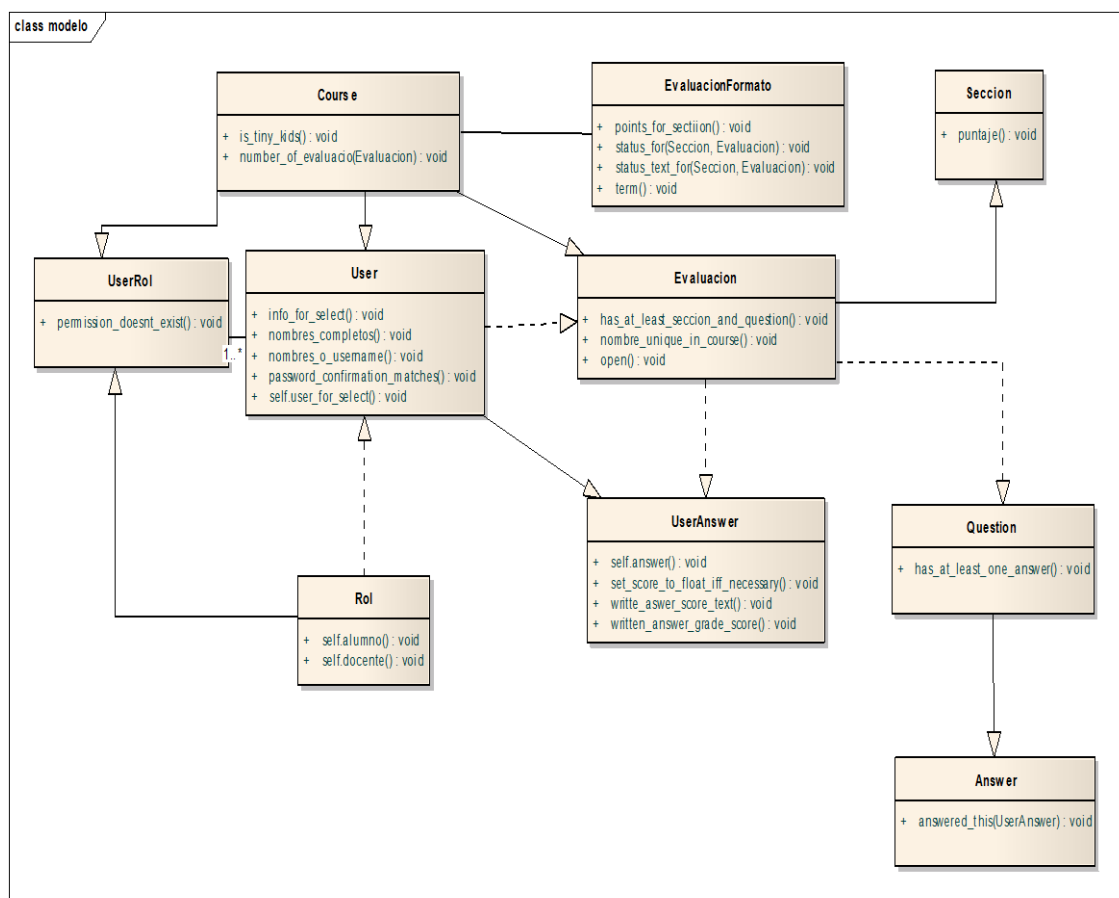 class modelo
Course
+ is_tiny_kids() : void
+ number_of_evaluacio(Evaluacion) : void
EvaluacionFormato
+ points_for_sectiion() : void
+ status_for(Seccion, Evaluacion) : void
+ status_text_for(Seccion, Evaluacion) : void
+ term() : void
Seccion
+ puntaje() : void
UserRol
+ permission_doesnt_exist() : void
1..*
User
+ info_for_select() : void
+ nombres_completos() : void
+ nombres_o_username() : void
+ password_confirmation_matches() : void
+ self.user_for_select() : void
Evaluacion
+ has_at_least_seccion_and_question() : void
+ nombre_unique_in_course() : void
+ open() : void
Rol
+ self.alumno() : void
+ self.docente() : void
UserAnswer
+ self.answer() : void
+ set_score_to_float_iff_necessary() : void
+ writte_aswer_score_text() : void
+ written_answer_grade_score() : void
Question
+ has_at_least_one_answer() : void
Answer
+ answered_this(UserAnswer) : void